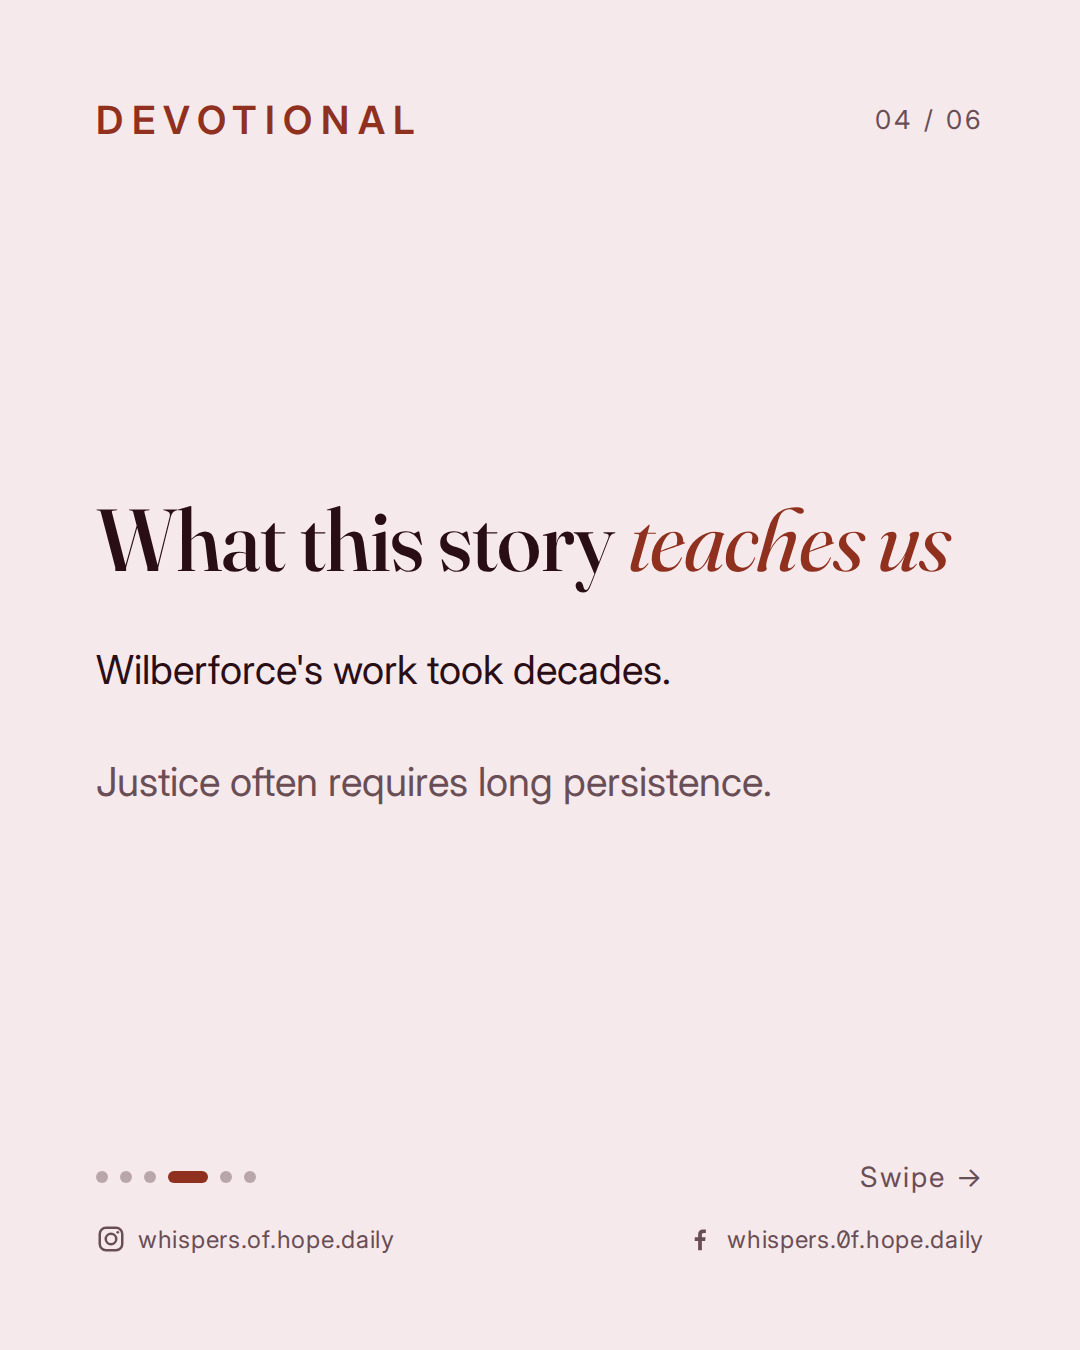 DEVOTIONAL
04 / 06
What this story teaches us
Wilberforce's work took decades.
Justice often requires long persistence.
Swipe →
whispers.of.hope.daily
whispers.0f.hope.daily